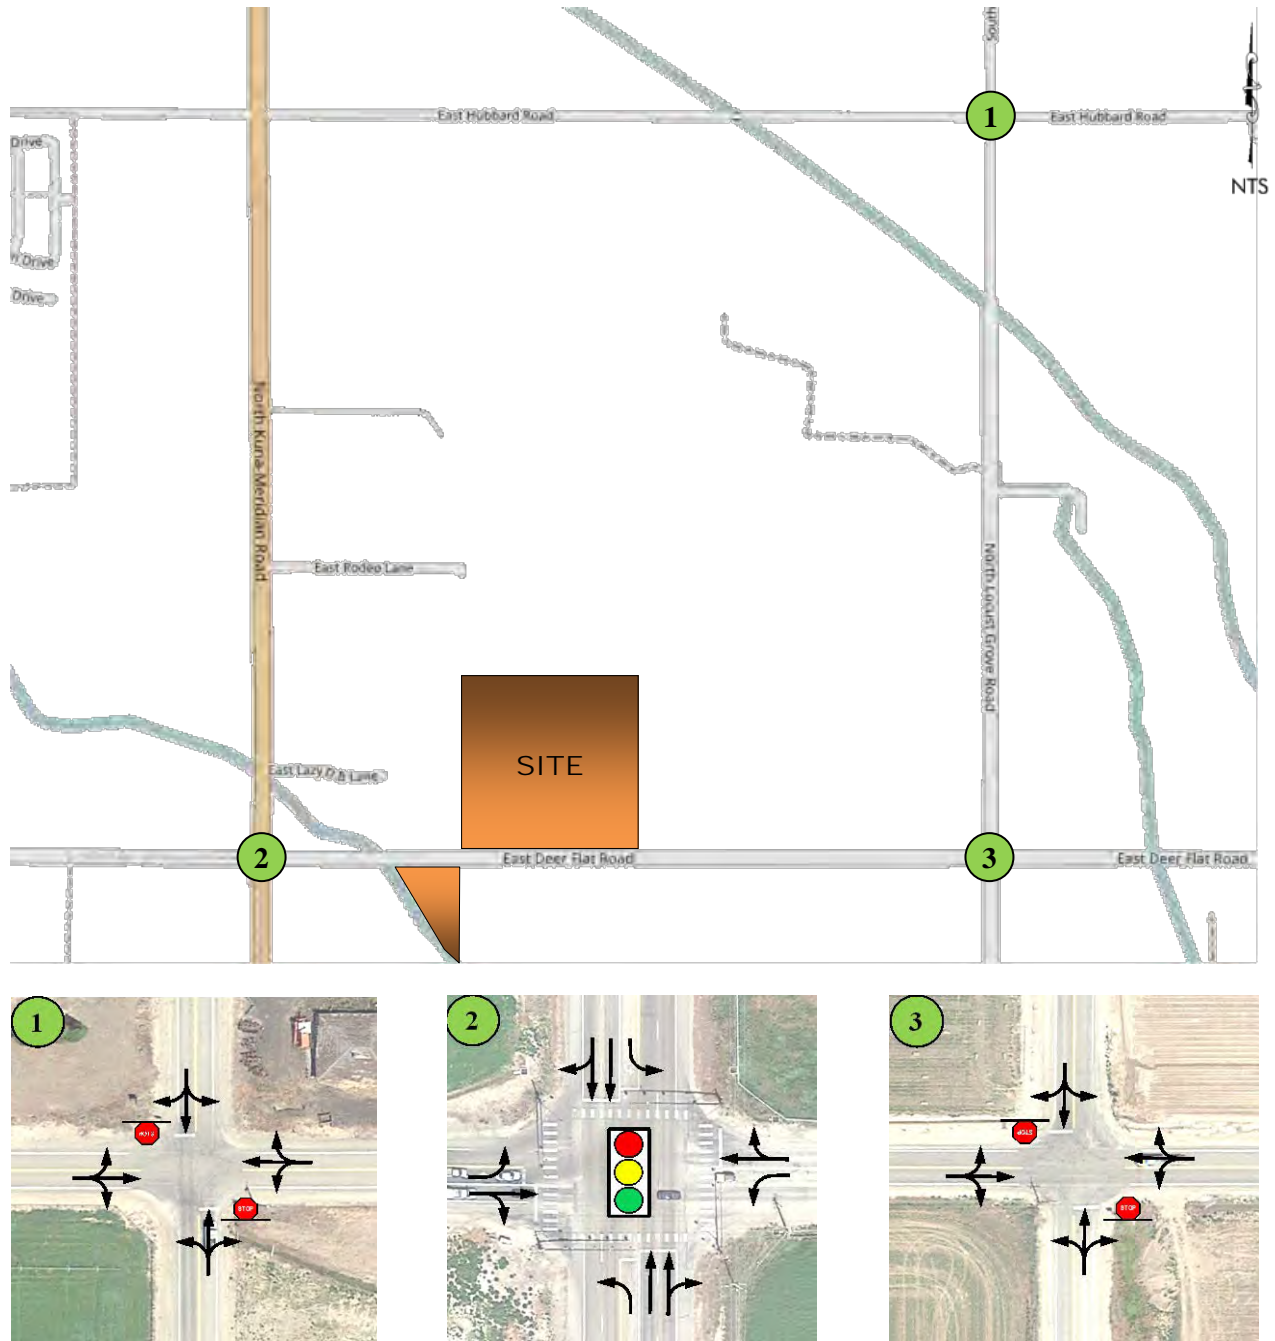 South
East Hubbard Road
1
East Hubbard Road
NTS
Drive
Drive
Drive
North Kuna Meridian Road
East Rodeo Lane
North Locust Grove Road
SITE
East Lazy D A Lane
2
East Deer Flat Road
3
East Deer Flat Road
1
2
3
STOP
STOP
STOP
STOP